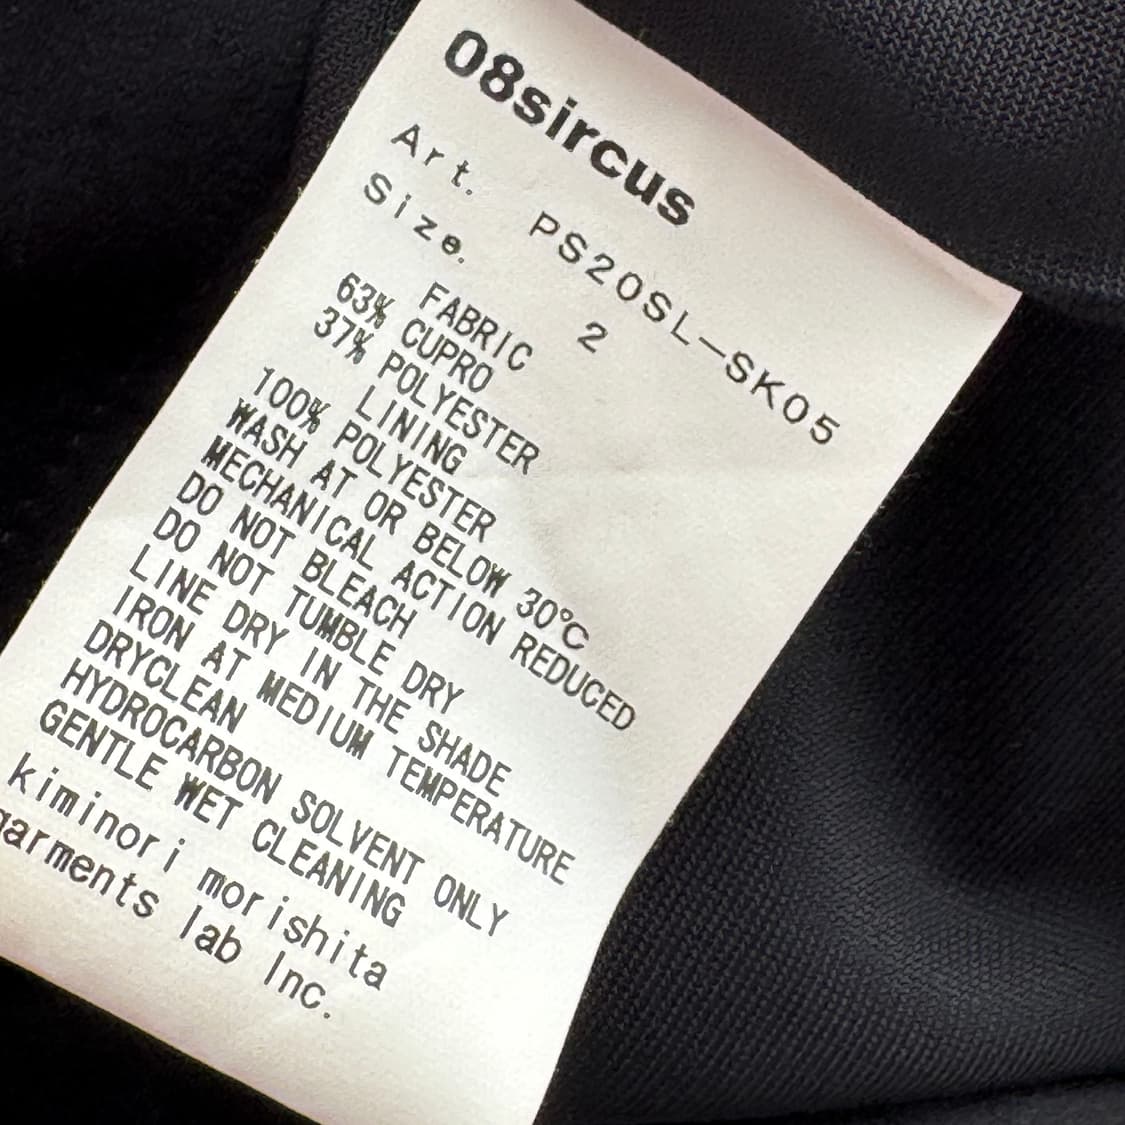 08sircus
Art. PS20SL-SK05
Size. 2
FABRIC
63% CUPRO
37% POLYESTER
LINING
100% POLYESTER
WASH AT OR BELOW 30℃
MECHANICAL ACTION REDUCED
DO NOT BLEACH
DO NOT TUMBLE DRY
LINE DRY IN THE SHADE
IRON AT MEDIUM TEMPERATURE
DRYCLEAN
HYDROCARBON SOLVENT ONLY
GENTLE WET CLEANING
kiminori morishita
garments lab Inc.